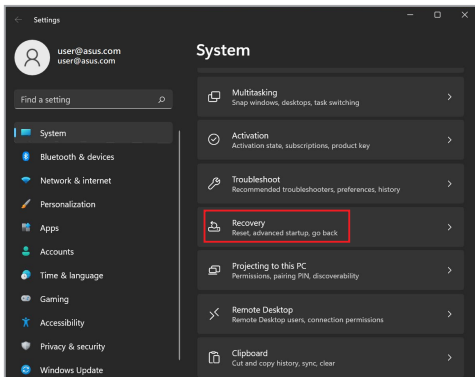 Settings
user@asus.com
user@asus.com
Find a setting
System
Bluetooth & devices
Network & internet
Personalization
Apps
Accounts
Time & language
Gaming
Accessibility
Privacy & security
Windows Update
System
Multitasking
Snap windows, desktops, task switching
Activation
Activation state, subscriptions, product key
Troubleshoot
Recommended troubleshooters, preferences, history
Recovery
Reset, advanced startup, go back
Projecting to this PC
Permissions, pairing PIN, discoverability
Remote Desktop
Remote Desktop users, connection permissions
Clipboard
Cut and copy history, sync, clear